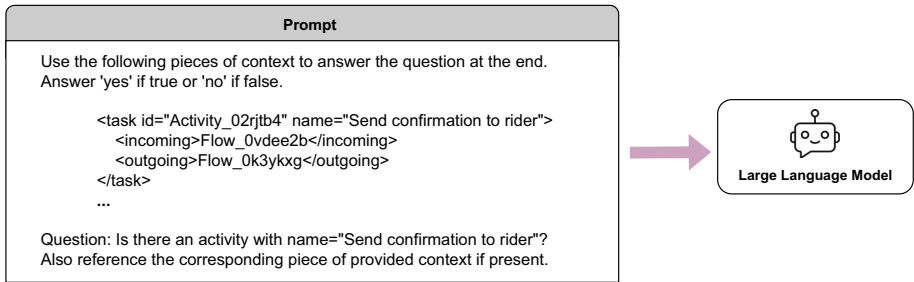 Prompt
Use the following pieces of context to answer the question at the end.
Answer 'yes' if true or 'no' if false.
<task id="Activity_02rjtb4" name="Send confirmation to rider">
<incoming>Flow_0vdee2b</incoming>
<outgoing>Flow_0k3ykxg</outgoing>
</task>
...
Question: Is there an activity with name="Send confirmation to rider"?
Also reference the corresponding piece of provided context if present.
Large Language Model